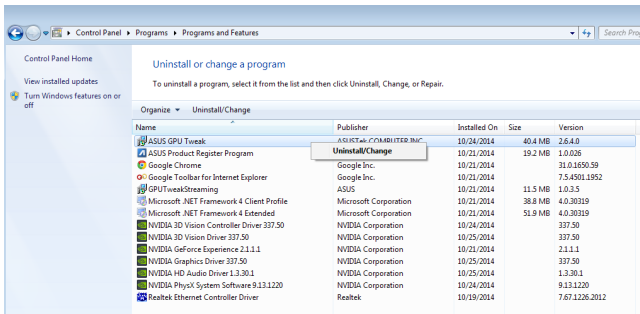 Control Panel ▸ Programs ▸ Programs and Features
Search Pro
Control Panel Home
View installed updates
Turn Windows features on or off
Uninstall or change a program
To uninstall a program, select it from the list and then click Uninstall, Change, or Repair.
Organize ▾ Uninstall/Change
Name Publisher Installed On Size Version
ASUS GPU Tweak ASUSTek COMPUTER INC. 10/24/2014 40.4 MB 2.6.4.0
Uninstall/Change
ASUS Product Register Program 10/21/2014 19.2 MB 1.0.026
Google Chrome Google Inc. 10/21/2014 31.0.1650.59
Google Toolbar for Internet Explorer Google Inc. 10/21/2014 7.5.4501.1952
GPUTweakStreaming ASUS 10/21/2014 11.5 MB 1.0.3.5
Microsoft .NET Framework 4 Client Profile Microsoft Corporation 10/21/2014 38.8 MB 4.0.30319
Microsoft .NET Framework 4 Extended Microsoft Corporation 10/21/2014 51.9 MB 4.0.30319
NVIDIA 3D Vision Controller Driver 337.50 NVIDIA Corporation 10/24/2014 337.50
NVIDIA 3D Vision Driver 337.50 NVIDIA Corporation 10/25/2014 337.50
NVIDIA GeForce Experience 2.1.1.1 NVIDIA Corporation 10/21/2014 2.1.1.1
NVIDIA Graphics Driver 337.50 NVIDIA Corporation 10/25/2014 337.50
NVIDIA HD Audio Driver 1.3.30.1 NVIDIA Corporation 10/25/2014 1.3.30.1
NVIDIA PhysX System Software 9.13.1220 NVIDIA Corporation 10/24/2014 9.13.1220
Realtek Ethernet Controller Driver Realtek 10/19/2014 7.67.1226.2012